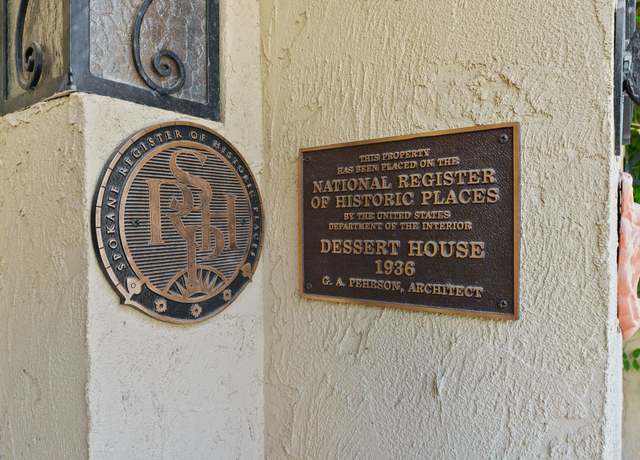 SPOKANE REGISTER OF HISTORIC PLACES
THIS PROPERTY
HAS BEEN PLACED ON THE
NATIONAL REGISTER
OF HISTORIC PLACES
BY THE UNITED STATES
DEPARTMENT OF THE INTERIOR
DESSERT HOUSE
1936
G. A. PEHRSON, ARCHITECT